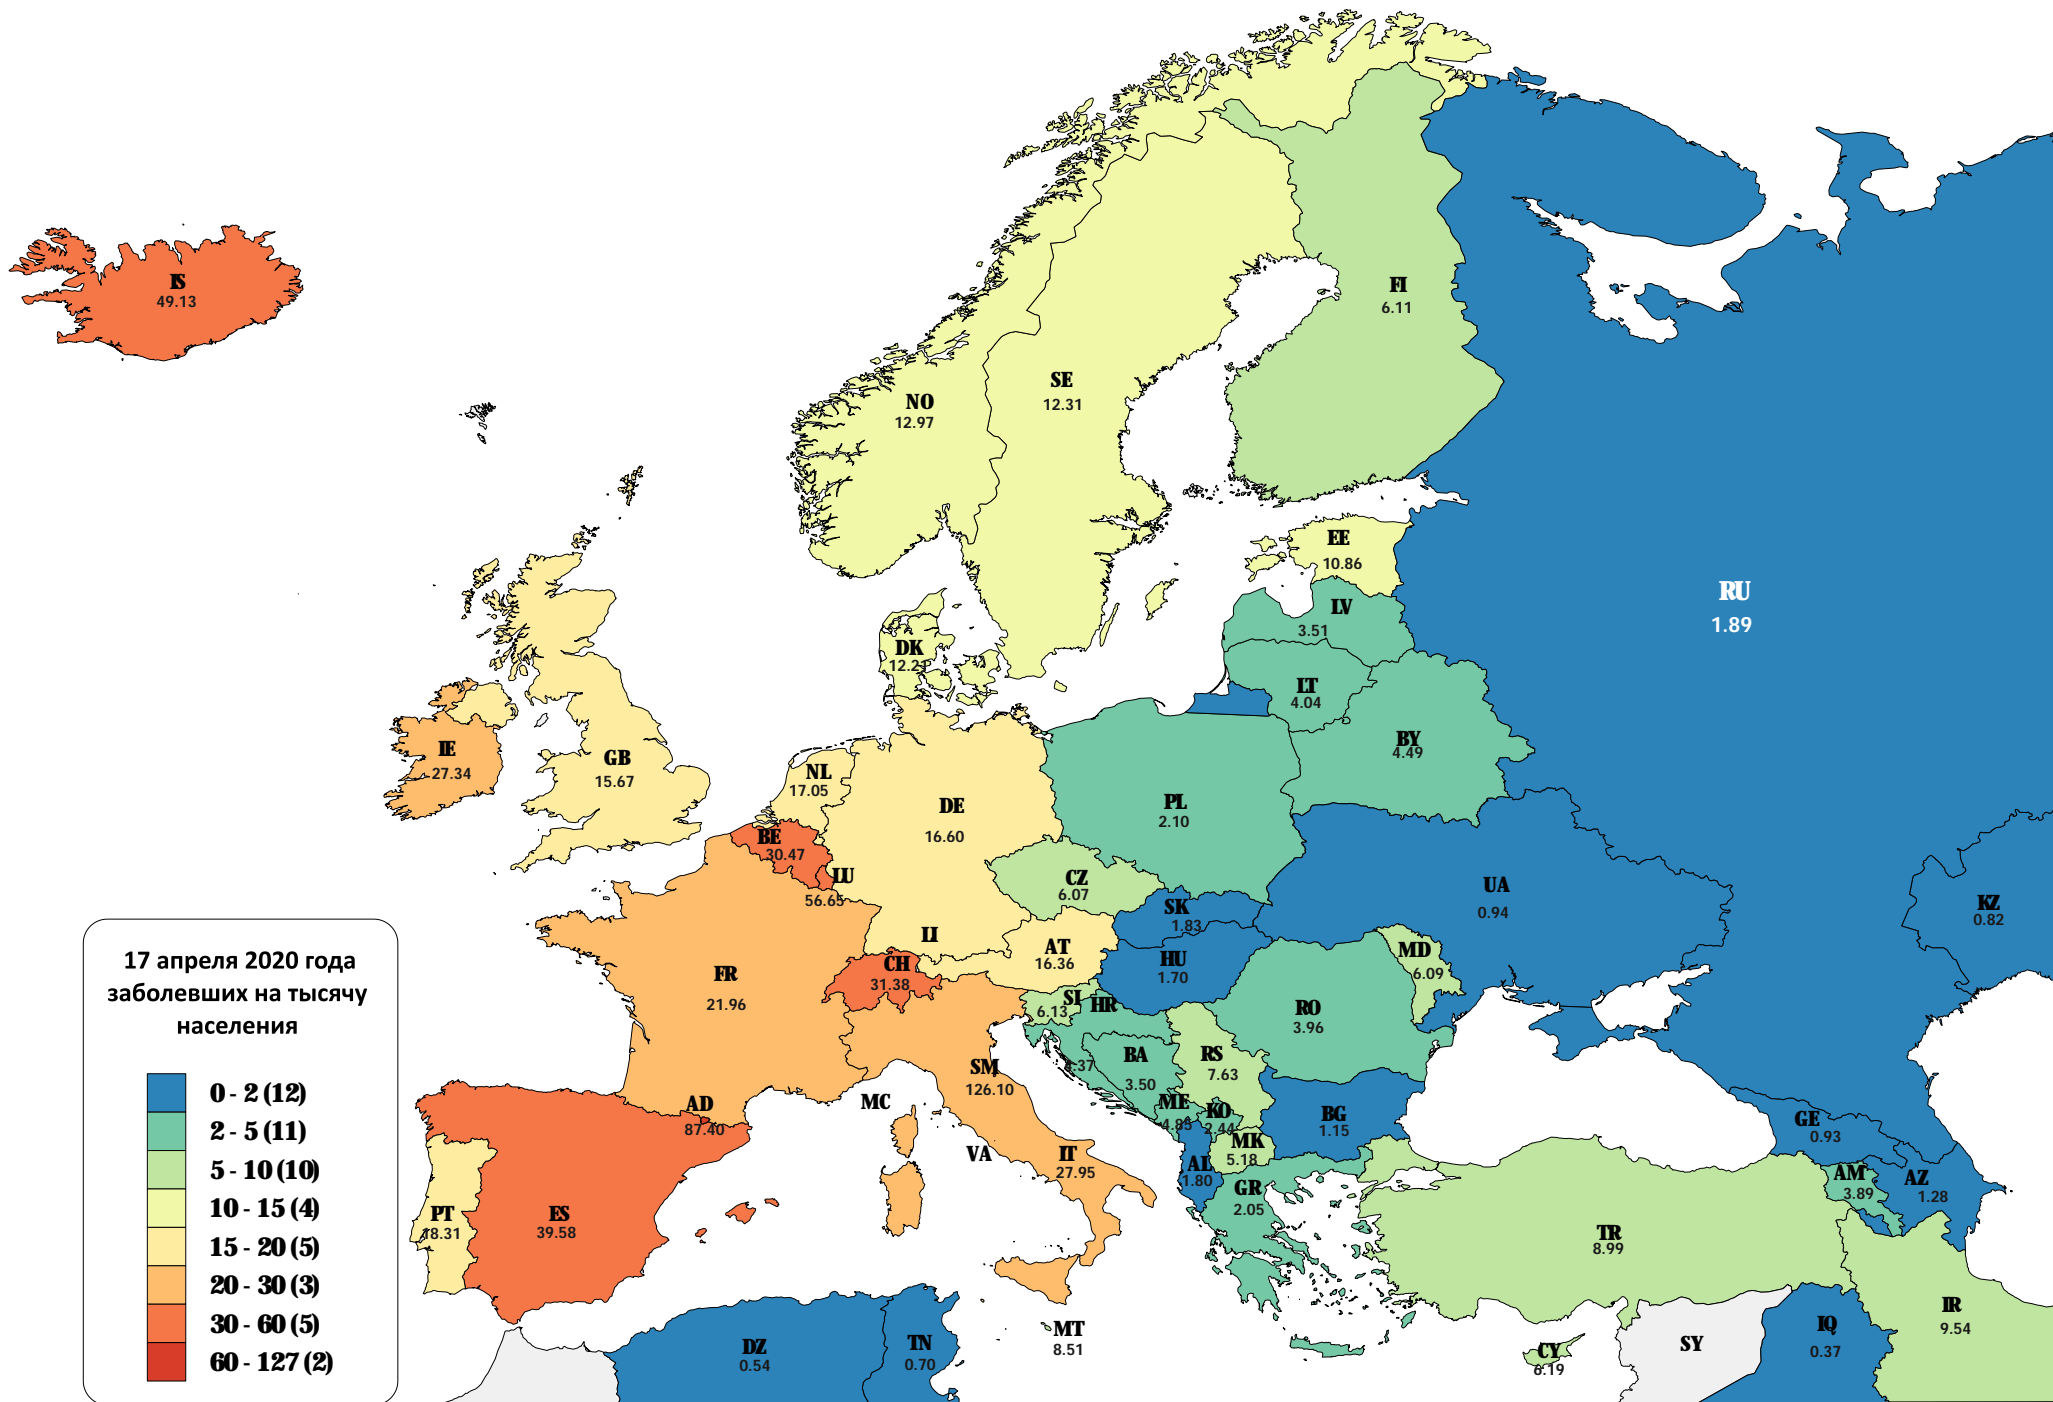 IS
49.13
FI
6.11
SE
12.31
NO
12.97
EE
10.86
RU
1.89
LV
3.51
DK
12.21
LT
4.04
BY
4.49
IE
27.34
GB
15.67
NL
17.05
DE
16.60
PL
2.10
BE
30.47
LU
56.65
CZ
6.07
UA
0.94
KZ
0.82
SK
1.83
LI
AT
16.36
HU
1.70
MD
6.09
FR
21.96
CH
31.38
SI
6.13
HR
4.37
RO
3.96
BA
3.50
RS
7.63
SM
126.10
AD
87.40
MC
ME
4.85
KO
2.44
BG
1.15
GE
0.93
VA
IT
27.95
MK
5.18
AL
1.80
GR
2.05
AM
3.89
AZ
1.28
PT
18.31
ES
39.58
TR
8.99
IR
9.54
DZ
0.54
TN
0.70
MT
8.51
CY
6.19
SY
IQ
0.37
17 апреля 2020 года
заболевших на тысячу
населения
0 - 2 (12)
2 - 5 (11)
5 - 10 (10)
10 - 15 (4)
15 - 20 (5)
20 - 30 (3)
30 - 60 (5)
60 - 127 (2)